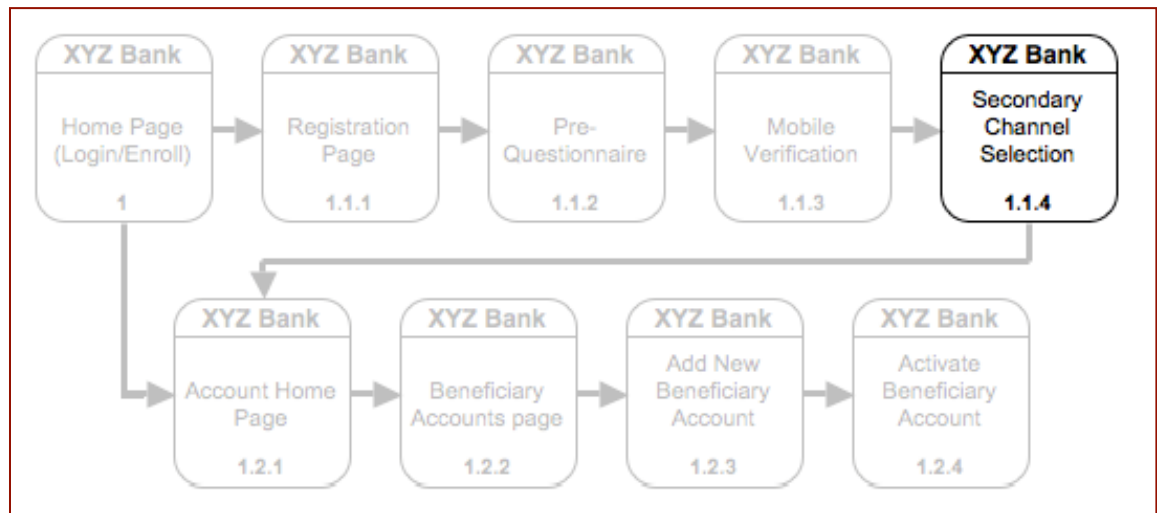 XYZ Bank
Home Page
(Login/Enroll)
1
XYZ Bank
Registration
Page
1.1.1
XYZ Bank
Pre-
Questionnaire
1.1.2
XYZ Bank
Mobile
Verification
1.1.3
XYZ Bank
Secondary
Channel
Selection
1.1.4
XYZ Bank
Account Home
Page
1.2.1
XYZ Bank
Beneficiary
Accounts page
1.2.2
XYZ Bank
Add New
Beneficiary
Account
1.2.3
XYZ Bank
Activate
Beneficiary
Account
1.2.4